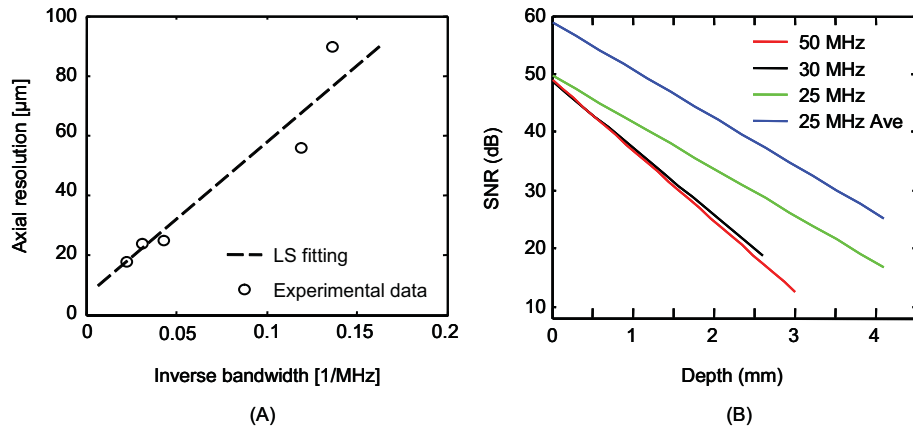 100
80
60
40
20
0
Axial resolution [µm]
LS fitting
Experimental data
0
0.05
0.1
0.15
0.2
Inverse bandwidth [1/MHz]
(A)
60
50
40
30
20
10
SNR (dB)
50 MHz
30 MHz
25 MHz
25 MHz Ave
0
1
2
3
4
Depth (mm)
(B)